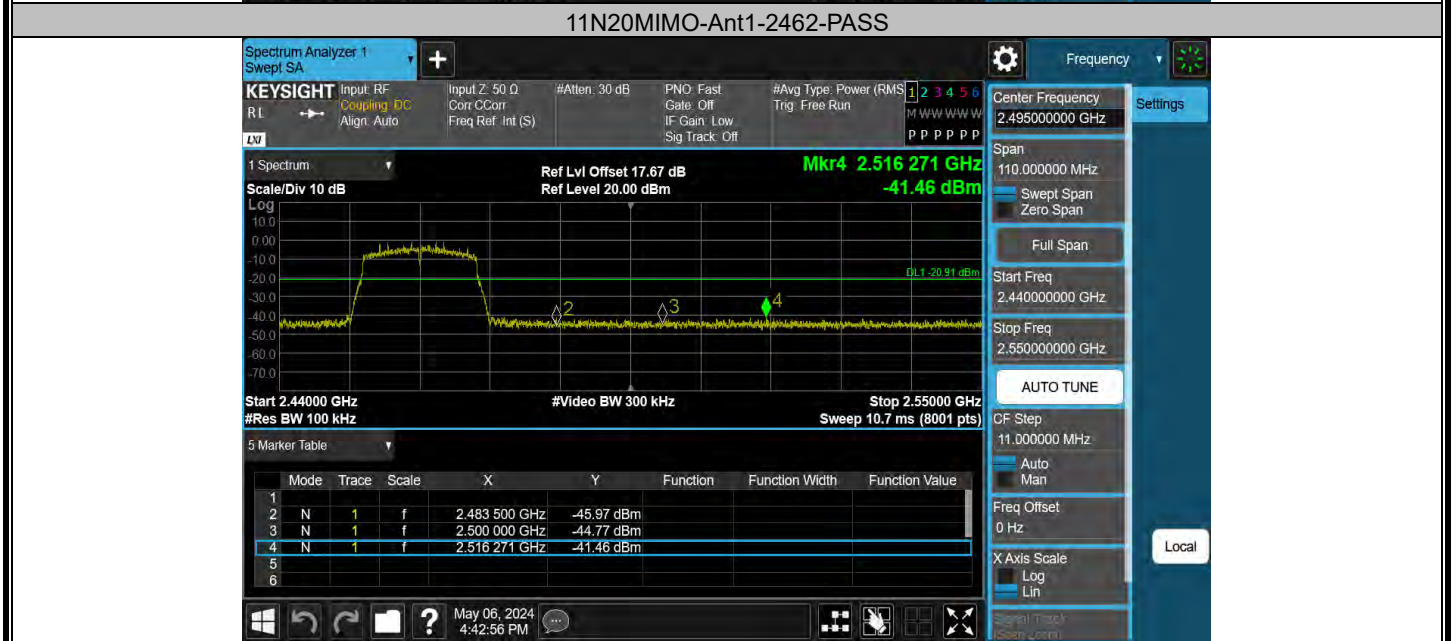 11N20MIMO-Ant1-2462-PASS
Spectrum Analyzer 1
Swept SA
+
Frequency
KEYSIGHT
R L
LXI
Input: RF
Coupling: DC
Align: Auto
Input Z: 50 Ω
Corr CCorr
Freq Ref: Int (S)
#Atten: 30 dB
PNO: Fast
Gate: Off
IF Gain: Low
Sig Track: Off
#Avg Type: Power (RMS
Trig: Free Run
1 2 3 4 5 6
M W W W W W
P P P P P P
Center Frequency
2.495000000 GHz
Settings
1 Spectrum
Scale/Div 10 dB
Ref Lvl Offset 17.67 dB
Ref Level 20.00 dBm
Mkr4 2.516 271 GHz
-41.46 dBm
Log
10.0
0.00
-10.0
-20.0
-30.0
-40.0
-50.0
-60.0
-70.0
DL1 -20.91 dBm
2
3
4
Start 2.44000 GHz
#Video BW 300 kHz
Stop 2.55000 GHz
#Res BW 100 kHz
Sweep 10.7 ms (8001 pts)
Span
110.000000 MHz
Swept Span
Zero Span
Full Span
Start Freq
2.440000000 GHz
Stop Freq
2.550000000 GHz
AUTO TUNE
CF Step
11.000000 MHz
Auto
Man
Freq Offset
0 Hz
X Axis Scale
Log
Lin
Signal Track
(Span Zoom)
Local
5 Marker Table
Mode Trace Scale X Y Function Function Width Function Value
1
2 N 1 f 2.483 500 GHz -45.97 dBm
3 N 1 f 2.500 000 GHz -44.77 dBm
4 N 1 f 2.516 271 GHz -41.46 dBm
5
6
?
May 06, 2024
4:42:56 PM